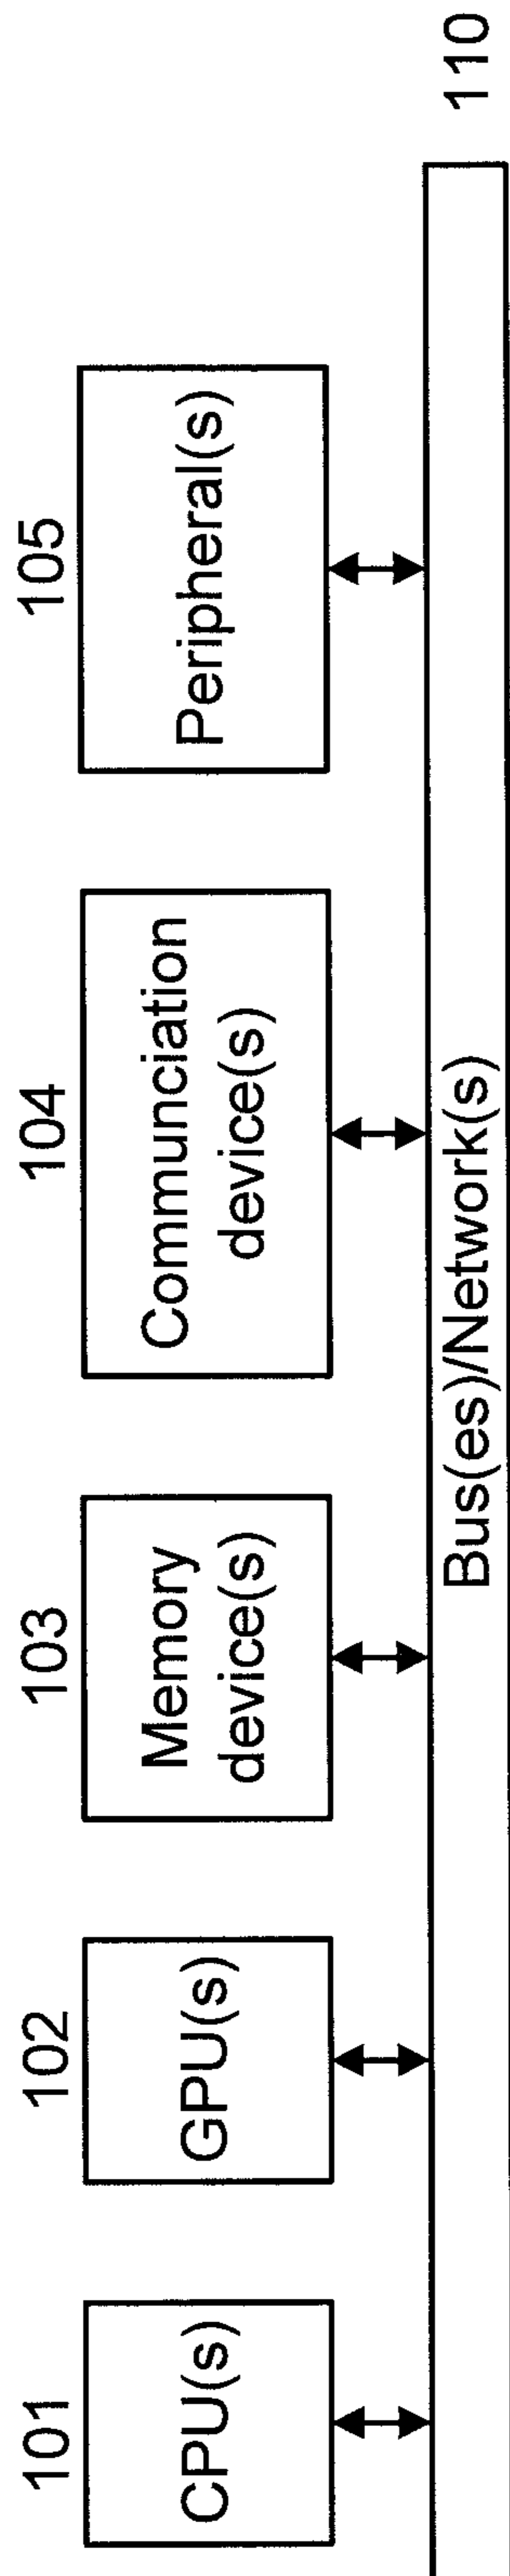 101
CPU(s)
102
GPU(s)
103
Memory
device(s)
104
Communciation
device(s)
105
Peripheral(s)
Bus(es)/Network(s)
110